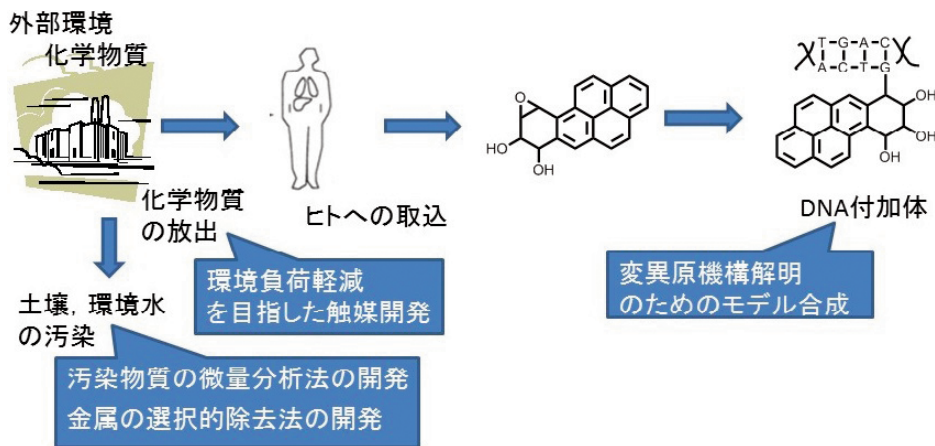 外部環境
化学物質
化学物質
の放出
ヒトへの取込
O
HO
OH
T G A C
A C T G
OH
OH
OH
DNA付加体
環境負荷軽減
を目指した触媒開発
変異原機構解明
のためのモデル合成
土壌，環境水
の汚染
汚染物質の微量分析法の開発
金属の選択的除去法の開発